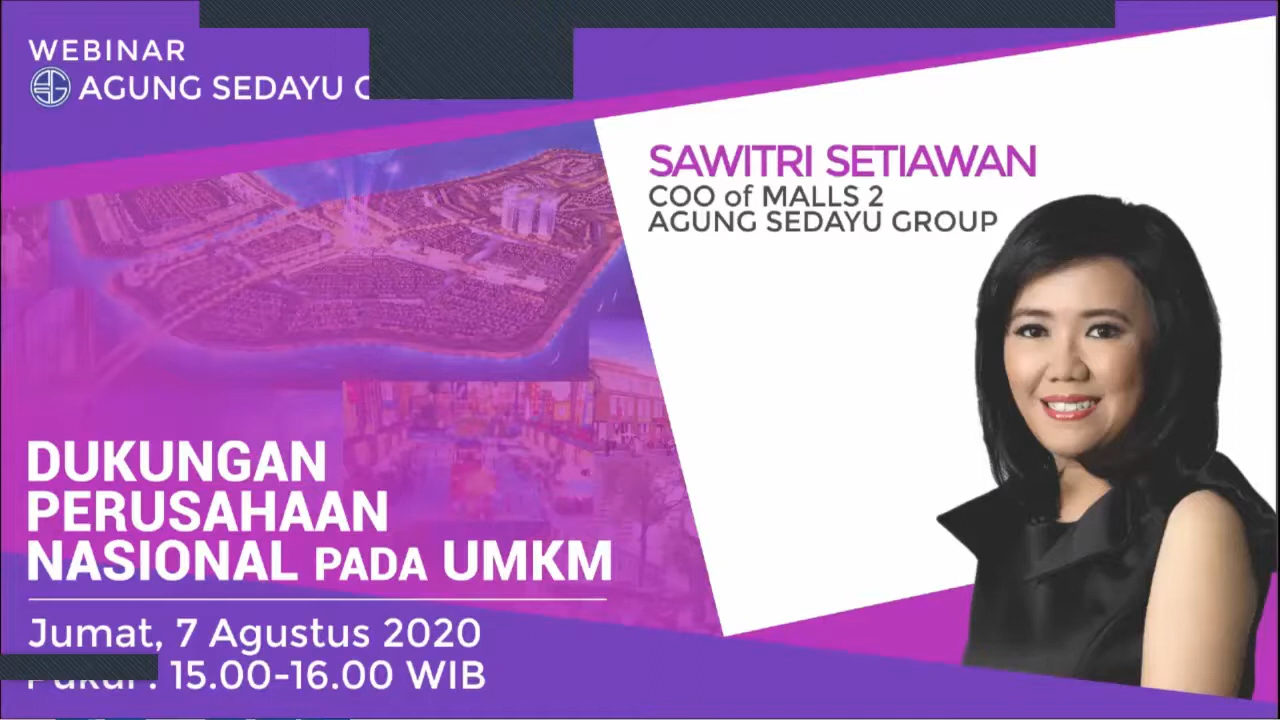 WEBINAR
AGUNG SEDAYU
SAWITRI SETIAWAN
COO of MALLS 2
AGUNG SEDAYU GROUP
DUKUNGAN
PERUSAHAAN
NASIONAL PADA UMKM
Jumat, 7 Agustus 2020
Pukul : 15.00-16.00 WIB